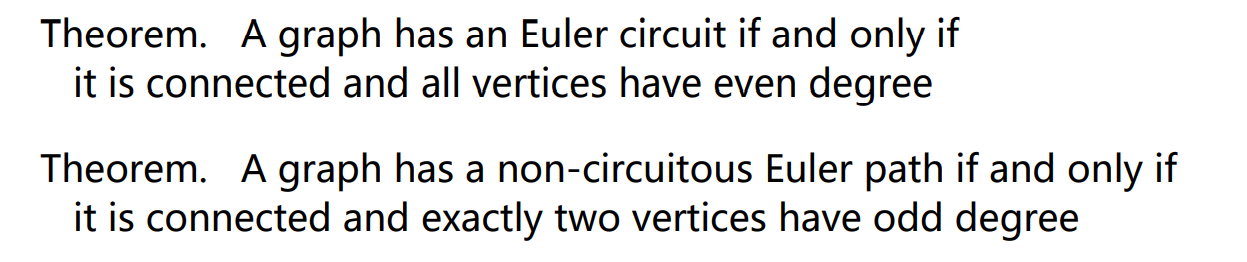 Theorem. A graph has an Euler circuit if and only if
it is connected and all vertices have even degree
Theorem. A graph has a non-circuitous Euler path if and only if
it is connected and exactly two vertices have odd degree